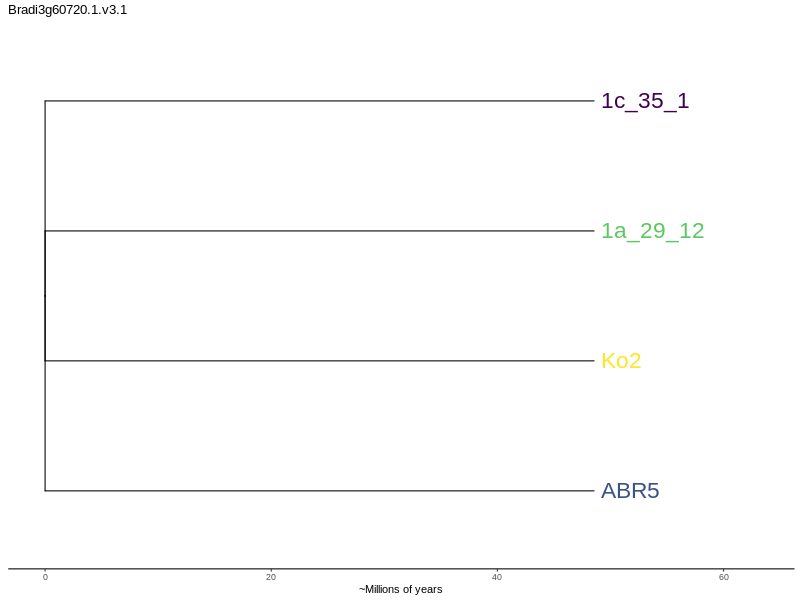 Bradi3g60720.1.v3.1
1c_35_1
1a_29_12
Ko2
ABR5
0 20 40 60
~Millions of years